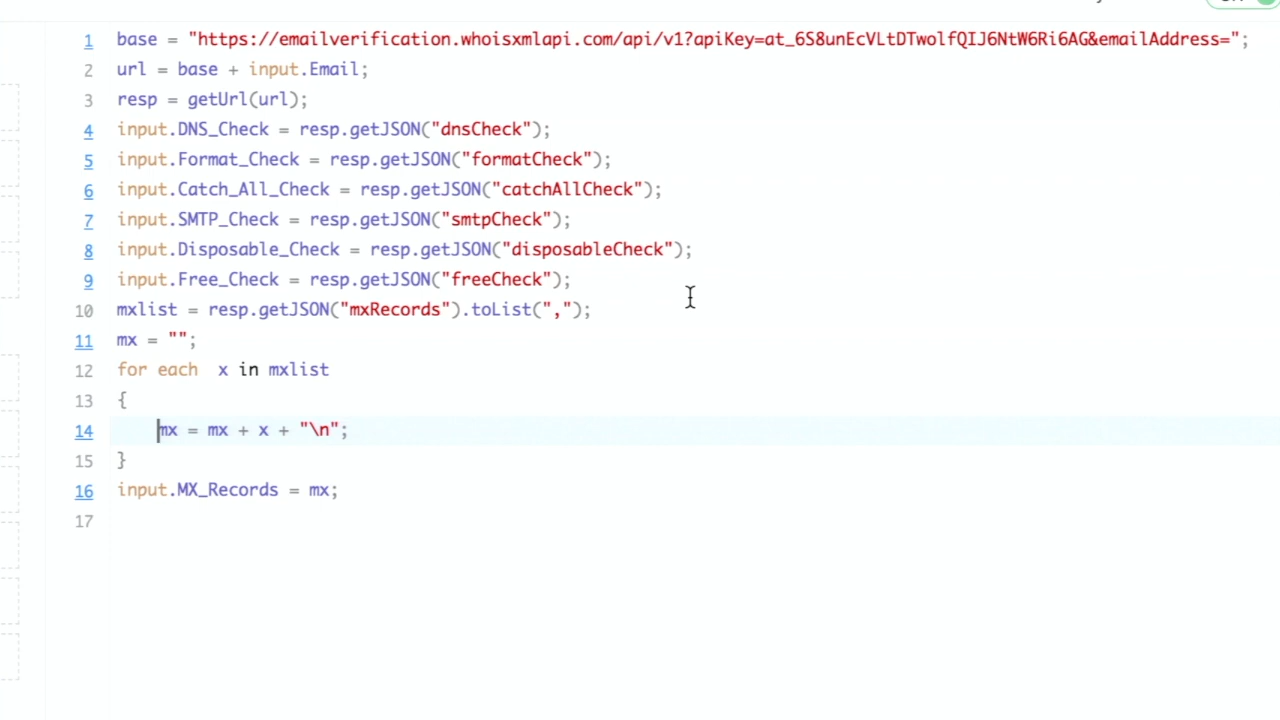 1 base = "https://emailverification.whoisxmlapi.com/api/v1?apiKey=at_6S8unEcVLtDTwolfQIJ6NtW6Ri6AG&emailAddress=";
2 url = base + input.Email;
3 resp = getUrl(url);
4 input.DNS_Check = resp.getJSON("dnsCheck");
5 input.Format_Check = resp.getJSON("formatCheck");
6 input.Catch_All_Check = resp.getJSON("catchAllCheck");
7 input.SMTP_Check = resp.getJSON("smtpCheck");
8 input.Disposable_Check = resp.getJSON("disposableCheck");
9 input.Free_Check = resp.getJSON("freeCheck");
10 mxlist = resp.getJSON("mxRecords").toList(",");
11 mx = "";
12 for each  x in mxlist
13 {
14     mx = mx + x + "\n";
15 }
16 input.MX_Records = mx;
17